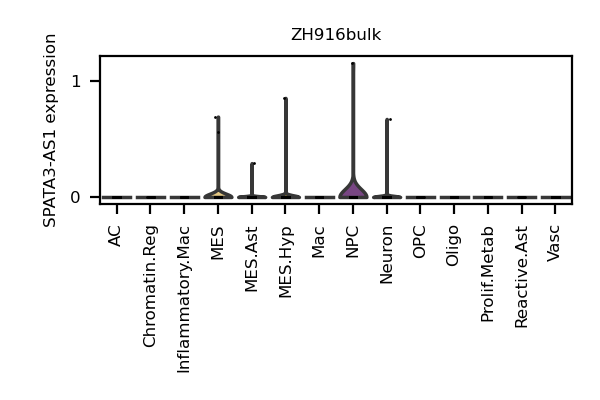 ZH916bulk
SPATA3-AS1 expression
1
0
AC
Chromatin.Reg
Inflammatory.Mac
MES
MES.Ast
MES.Hyp
Mac
NPC
Neuron
OPC
Oligo
Prolif.Metab
Reactive.Ast
Vasc